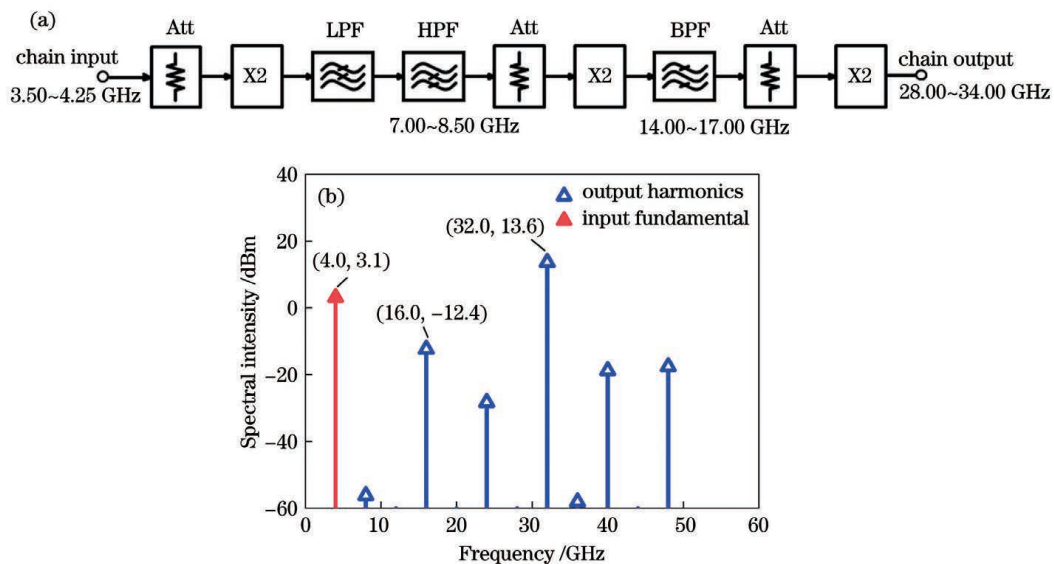 (a)
Att
LPF
HPF
Att
BPF
Att
chain input
X2
X2
X2
chain output
3.50~4.25 GHz
7.00~8.50 GHz
14.00~17.00 GHz
28.00~34.00 GHz
(b)
output harmonics
input fundamental
(32.0, 13.6)
(4.0, 3.1)
(16.0, −12.4)
Spectral intensity /dBm
40
20
0
−20
−40
−60
0
10
20
30
40
50
60
Frequency /GHz